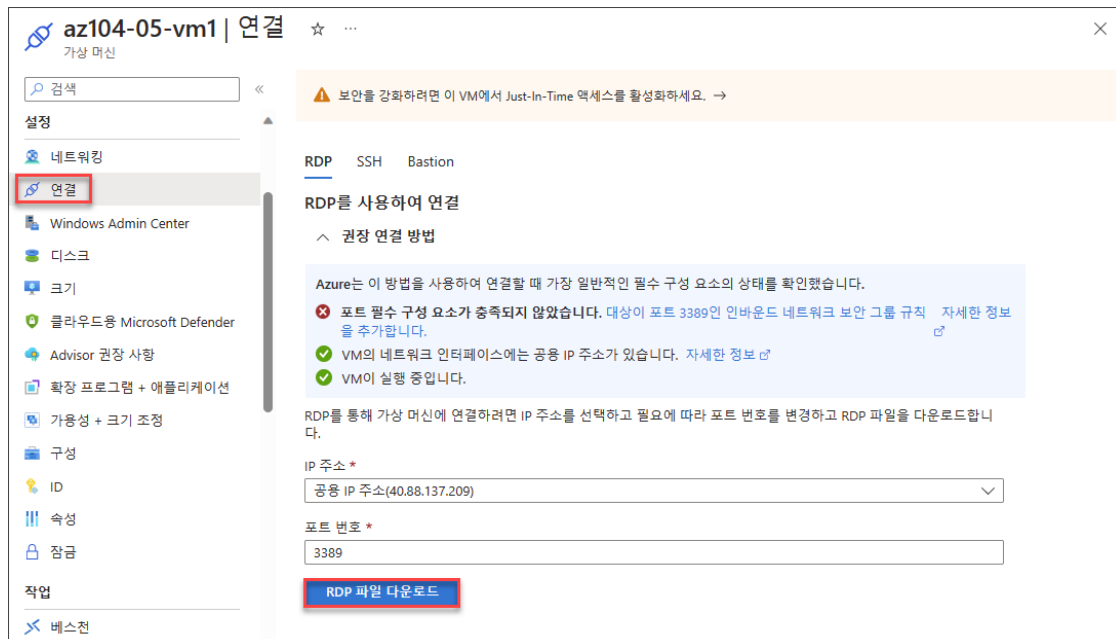 az104-05-vm1 | 연결
가상 머신
검색
보안을 강화하려면 이 VM에서 Just-In-Time 액세스를 활성화하세요. →
설정
네트워킹
연결
Windows Admin Center
디스크
크기
클라우드용 Microsoft Defender
Advisor 권장 사항
확장 프로그램 + 애플리케이션
가용성 + 크기 조정
구성
ID
속성
잠금
작업
베스천
RDP SSH Bastion
RDP를 사용하여 연결
권장 연결 방법
Azure는 이 방법을 사용하여 연결할 때 가장 일반적인 필수 구성 요소의 상태를 확인했습니다.
포트 필수 구성 요소가 충족되지 않았습니다. 대상이 포트 3389인 인바운드 네트워크 보안 그룹 규칙 자세한 정보
을 추가합니다.
VM의 네트워크 인터페이스에는 공용 IP 주소가 있습니다. 자세한 정보
VM이 실행 중입니다.
RDP를 통해 가상 머신에 연결하려면 IP 주소를 선택하고 필요에 따라 포트 번호를 변경하고 RDP 파일을 다운로드합니
다.
IP 주소 *
공용 IP 주소(40.88.137.209)
포트 번호 *
3389
RDP 파일 다운로드